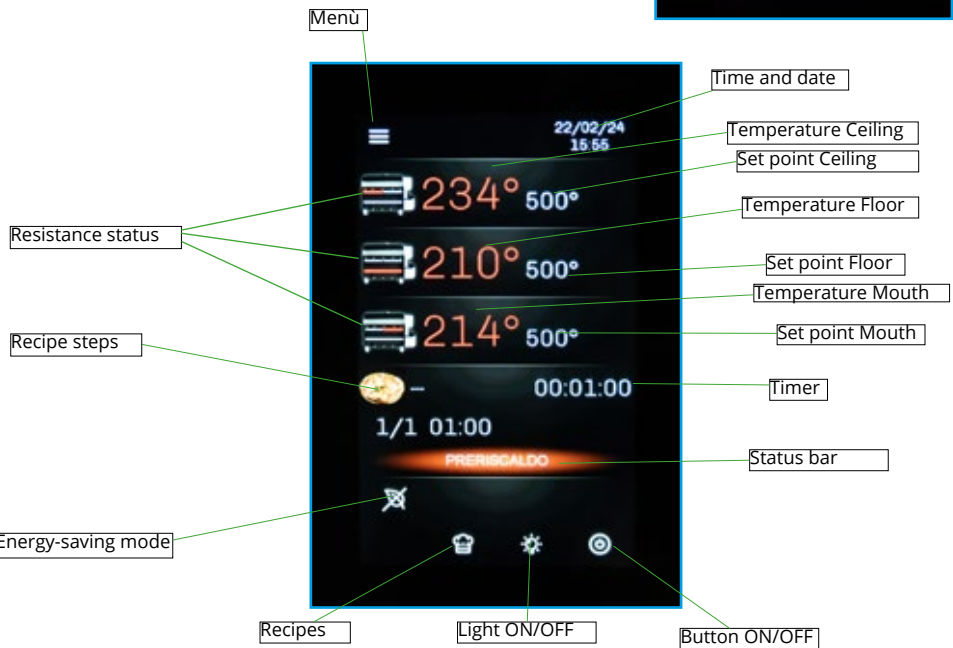 Menù
Time and date
22/02/24
15:55
Temperature Ceiling
Set point Ceiling
234° 500°
Temperature Floor
Resistance status
210° 500°
Set point Floor
Temperature Mouth
214° 500°
Set point Mouth
Recipe steps
– 00:01:00
Timer
1/1 01:00
PRERISCALDO
Status bar
Energy-saving mode
Recipes
Light ON/OFF
Button ON/OFF